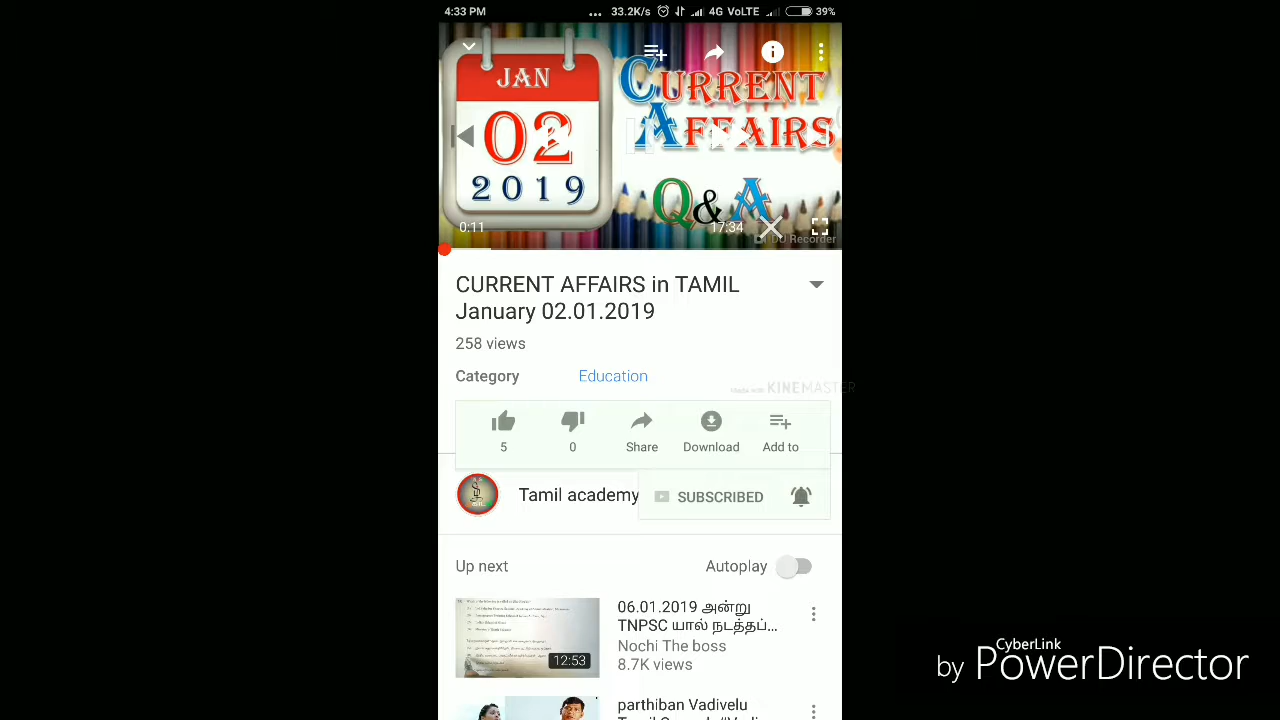 4:33 PM ... 33.2K/s 4G VoLTE 39%
JAN
02
2019
CURRENT
AFFAIRS
Q&A
0:11 17:34
DU Recorder
CURRENT AFFAIRS in TAMIL
January 02.01.2019
258 views
Category Education
Made with KINEMASTER
5 0 Share Download Add to
Tamil academy SUBSCRIBED
Up next Autoplay
06.01.2019 அன்று
TNPSC யால் நடத்தப்...
Nochi The boss
8.7K views
12:53
parthiban Vadivelu
CyberLink
by PowerDirector